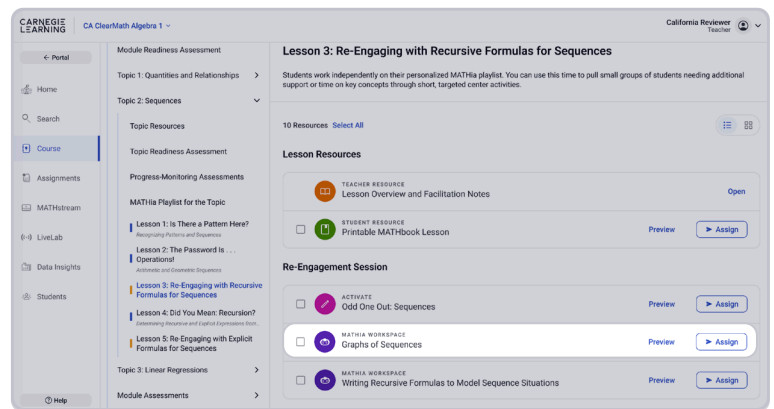 CARNEGIE
LEARNING
CA ClearMath Algebra 1
California Reviewer
Teacher
← Portal
Home
Search
Course
Assignments
MATHstream
LiveLab
Data Insights
Students
? Help
Module Readiness Assessment
Topic 1: Quantities and Relationships
Topic 2: Sequences
Topic Resources
Topic Readiness Assessment
Progress-Monitoring Assessments
MATHia Playlist for the Topic
Lesson 1: Is There a Pattern Here?
Recognizing Patterns and Sequences
Lesson 2: The Password Is . . .
Operations!
Arithmetic and Geometric Sequences
Lesson 3: Re-Engaging with Recursive
Formulas for Sequences
Lesson 4: Did You Mean: Recursion?
Determining Recursive and Explicit Expressions from..
Lesson 5: Re-Engaging with Explicit
Formulas for Sequences
Topic 3: Linear Regressions
Module Assessments
Lesson 3: Re-Engaging with Recursive Formulas for Sequences
Students work independently on their personalized MATHia playlist. You can use this time to pull small groups of students needing additional
support or time on key concepts through short, targeted center activities.
10 Resources Select All
Lesson Resources
TEACHER RESOURCE
Lesson Overview and Facilitation Notes
Open
STUDENT RESOURCE
Printable MATHbook Lesson
Preview
Assign
Re-Engagement Session
ACTIVATE
Odd One Out: Sequences
Preview
Assign
MATHIA WORKSPACE
Graphs of Sequences
Preview
Assign
MATHIA WORKSPACE
Writing Recursive Formulas to Model Sequence Situations
Preview
Assign